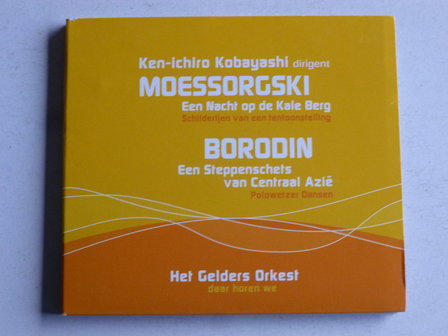 Ken-ichiro Kobayashi dirigent
MOESSORGSKI
Een Nacht op de Kale Berg
Schilderijen van een tentoonstelling
BORODIN
Een Steppenschets
van Centraal Azië
Polowetzer Dansen
Het Gelders Orkest
daar horen we